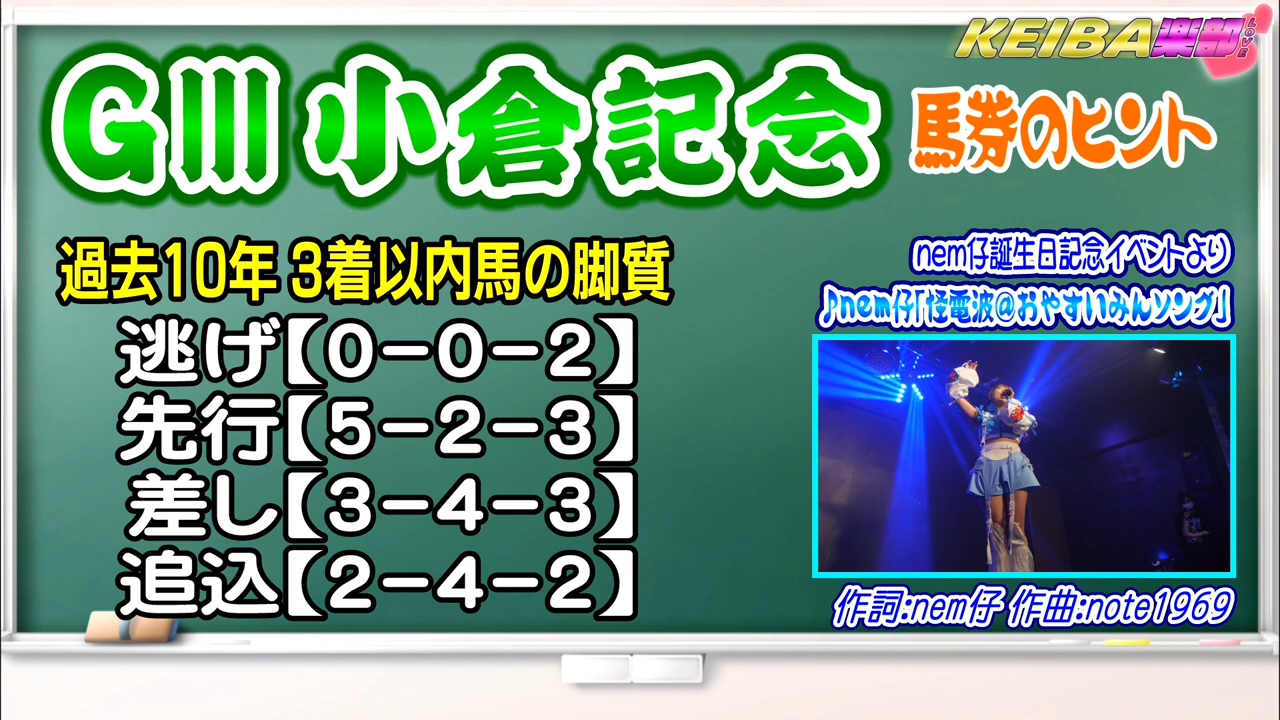 KEIBA楽部 LOVE
GIII 小倉記念 馬券のヒント
過去10年 3着以内馬の脚質
逃げ【0-0-2】
先行【5-2-3】
差し【3-4-3】
追込【2-4-2】
nem仔誕生日記念イベントより
♪nem仔「怪電波@おやすいみんソング」
作詞:nem仔 作曲:note1969